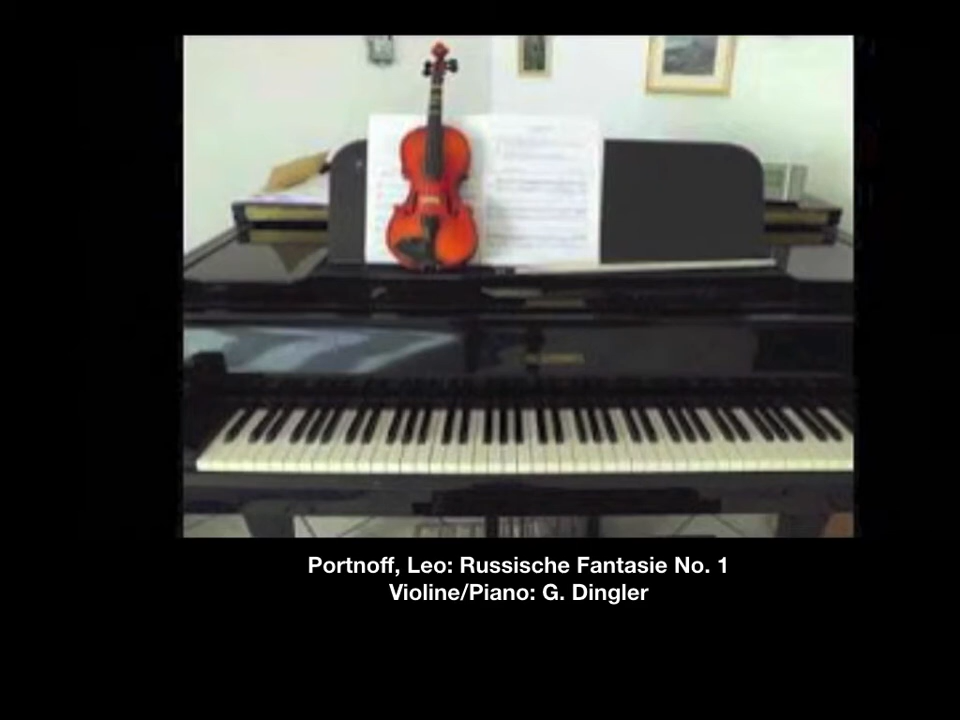 Portnoff, Leo: Russische Fantasie No. 1
Violine/Piano: G. Dingler